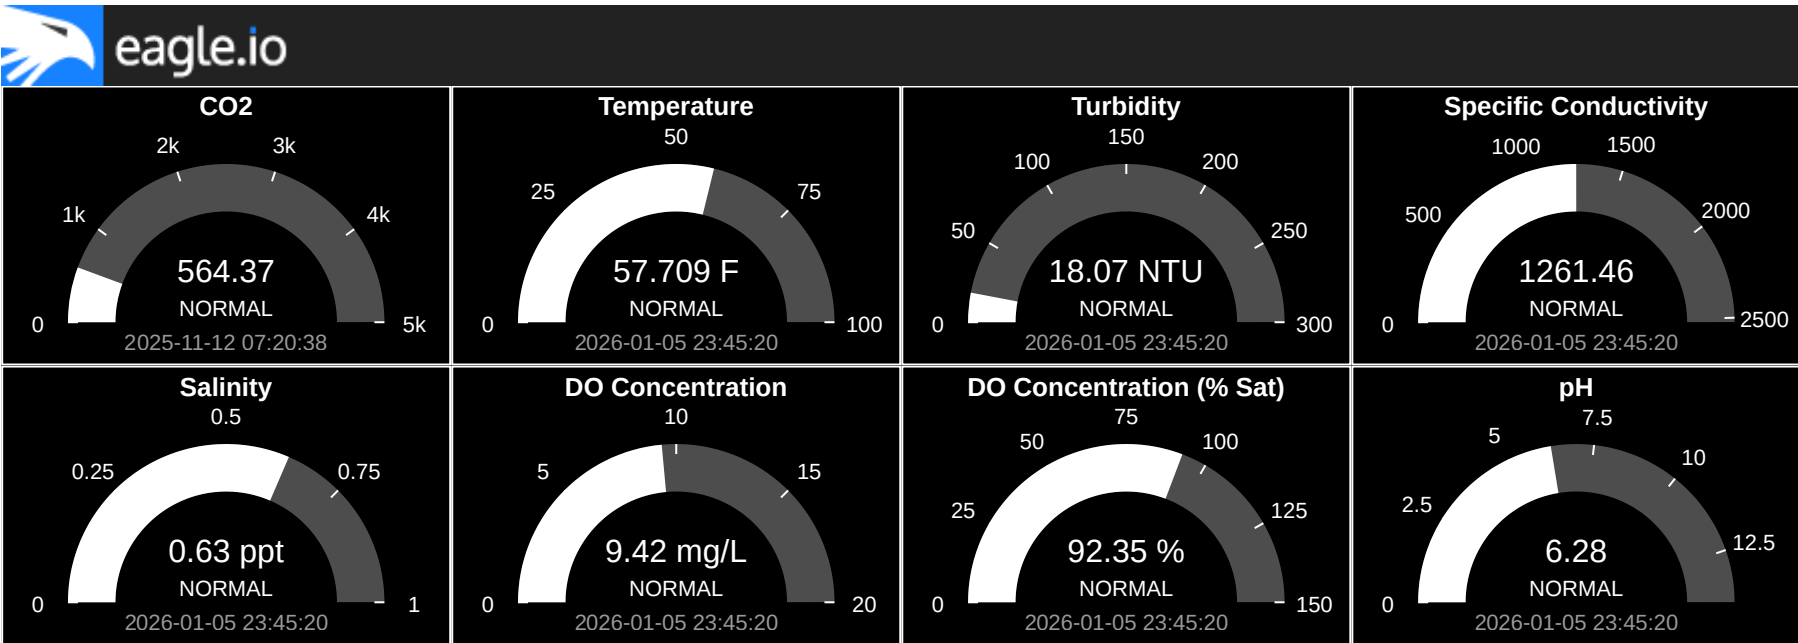 eagle.io
CO2
0
1k
2k
3k
4k
5k
564.37
NORMAL
2025-11-12 07:20:38
Temperature
0
25
50
75
100
57.709 F
NORMAL
2026-01-05 23:45:20
Turbidity
0
50
100
150
200
250
300
18.07 NTU
NORMAL
2026-01-05 23:45:20
Specific Conductivity
0
500
1000
1500
2000
2500
1261.46
NORMAL
2026-01-05 23:45:20
Salinity
0
0.25
0.5
0.75
1
0.63 ppt
NORMAL
2026-01-05 23:45:20
DO Concentration
0
5
10
15
20
9.42 mg/L
NORMAL
2026-01-05 23:45:20
DO Concentration (% Sat)
0
25
50
75
100
125
150
92.35 %
NORMAL
2026-01-05 23:45:20
pH
0
2.5
5
7.5
10
12.5
6.28
NORMAL
2026-01-05 23:45:20